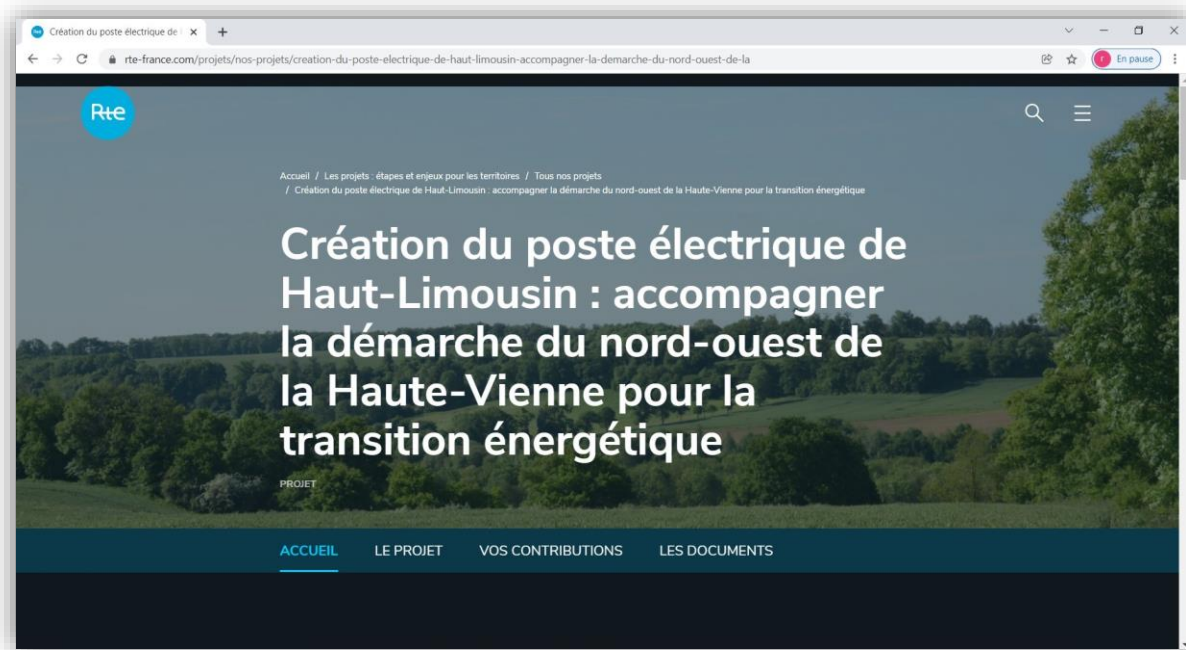 Création du poste électrique de
En pause
rte-france.com/projets/nos-projets/creation-du-poste-electrique-de-haut-limousin-accompagner-la-demarche-du-nord-ouest-de-la
Rte
Accueil / Les projets : étapes et enjeux pour les territoires / Tous nos projets
/ Création du poste électrique de Haut-Limousin : accompagner la démarche du nord-ouest de la Haute-Vienne pour la transition énergétique
Création du poste électrique de
Haut-Limousin : accompagner
la démarche du nord-ouest de
la Haute-Vienne pour la
transition énergétique
PROJET
ACCUEIL LE PROJET VOS CONTRIBUTIONS LES DOCUMENTS